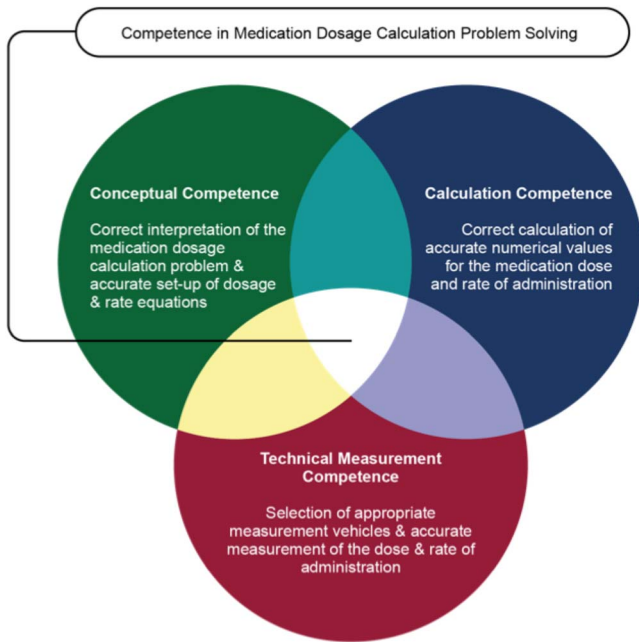 Competence in Medication Dosage Calculation Problem Solving
Conceptual Competence
Correct interpretation of the
medication dosage
calculation problem &
accurate set-up of dosage
& rate equations
Calculation Competence
Correct calculation of
accurate numerical values
for the medication dose
and rate of administration
Technical Measurement
Competence
Selection of appropriate
measurement vehicles & accurate
measurement of the dose & rate of
administration